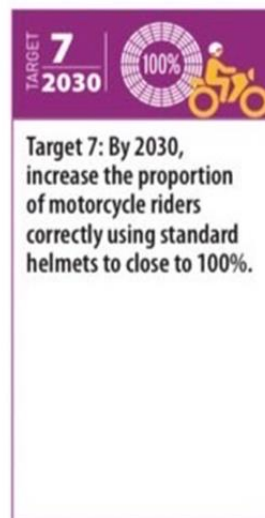 TARGET
7
2030
100%
Target 7: By 2030,
increase the proportion
of motorcycle riders
correctly using standard
helmets to close to 100%.